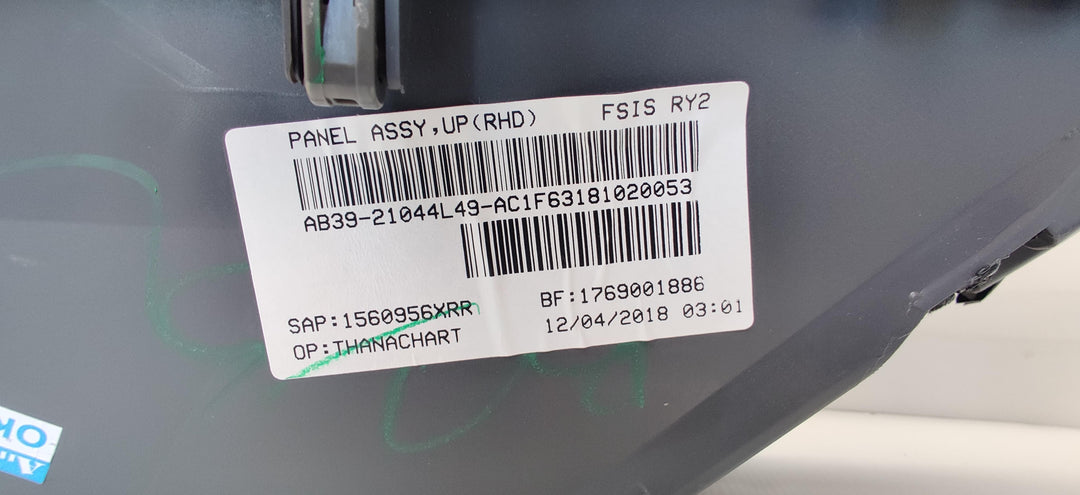 PANEL ASSY,UP(RHD) FSIS RY2
AB39-21044L49-AC1F63181020053
SAP:1560956XRR BF:1769001886
OP:THANACHART 12/04/2018 03:01
OK